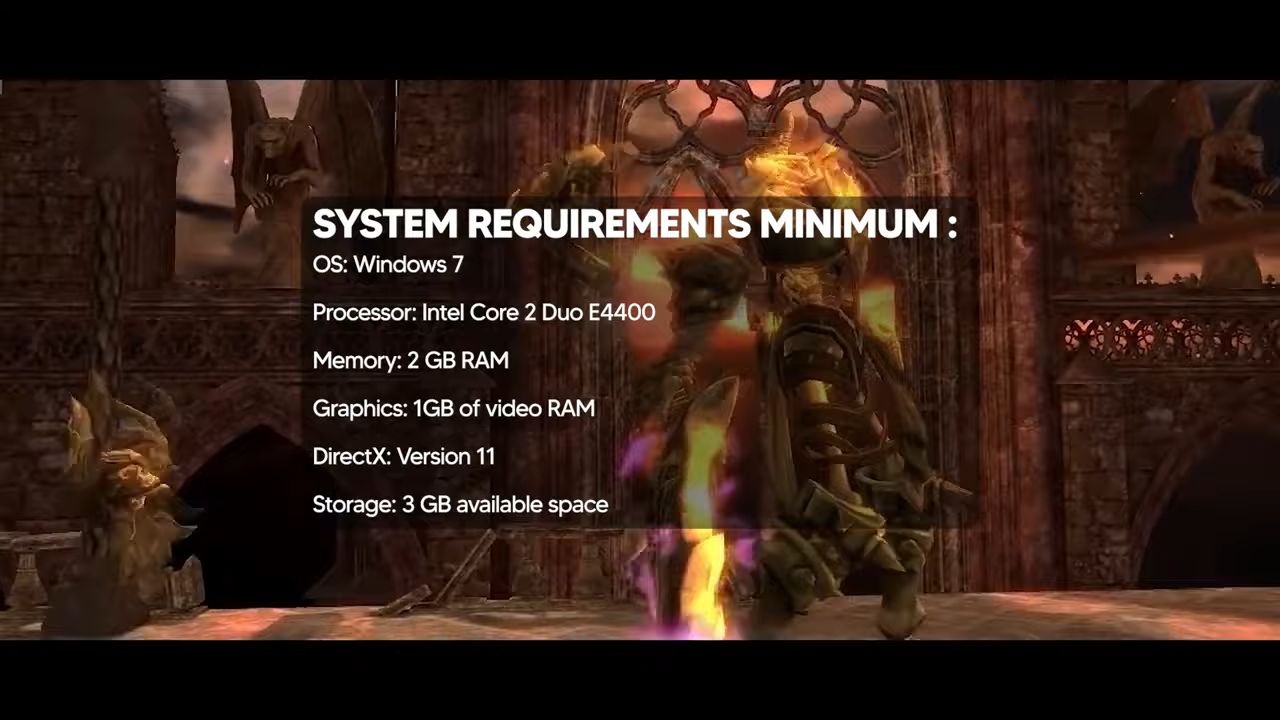 SYSTEM REQUIREMENTS MINIMUM :
OS: Windows 7
Processor: Intel Core 2 Duo E4400
Memory: 2 GB RAM
Graphics: 1GB of video RAM
DirectX: Version 11
Storage: 3 GB available space